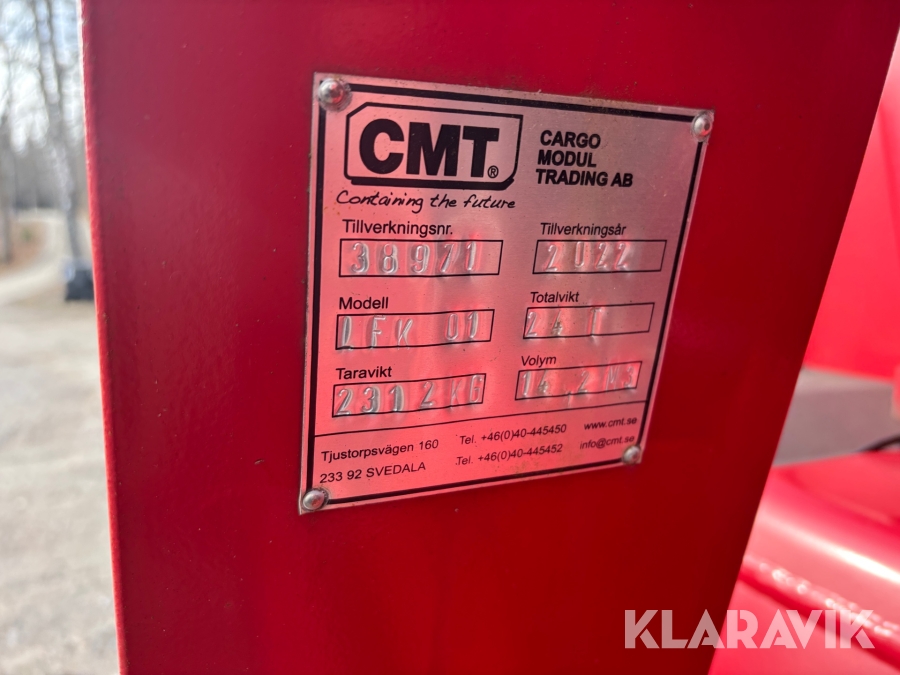 CMT®
CARGO
MODUL
TRADING AB
Containing the future
Tillverkningsnr.
38921
Tillverkningsår
2022
Modell
LFK 01
Totalvikt
24 T
Taravikt
2312 KG
Volym
14,2 M3
Tjustorpsvägen 160
233 92 SVEDALA
Tel. +46(0)40-445450
Tel. +46(0)40-445452
www.cmt.se
info@cmt.se
KLARAVIK